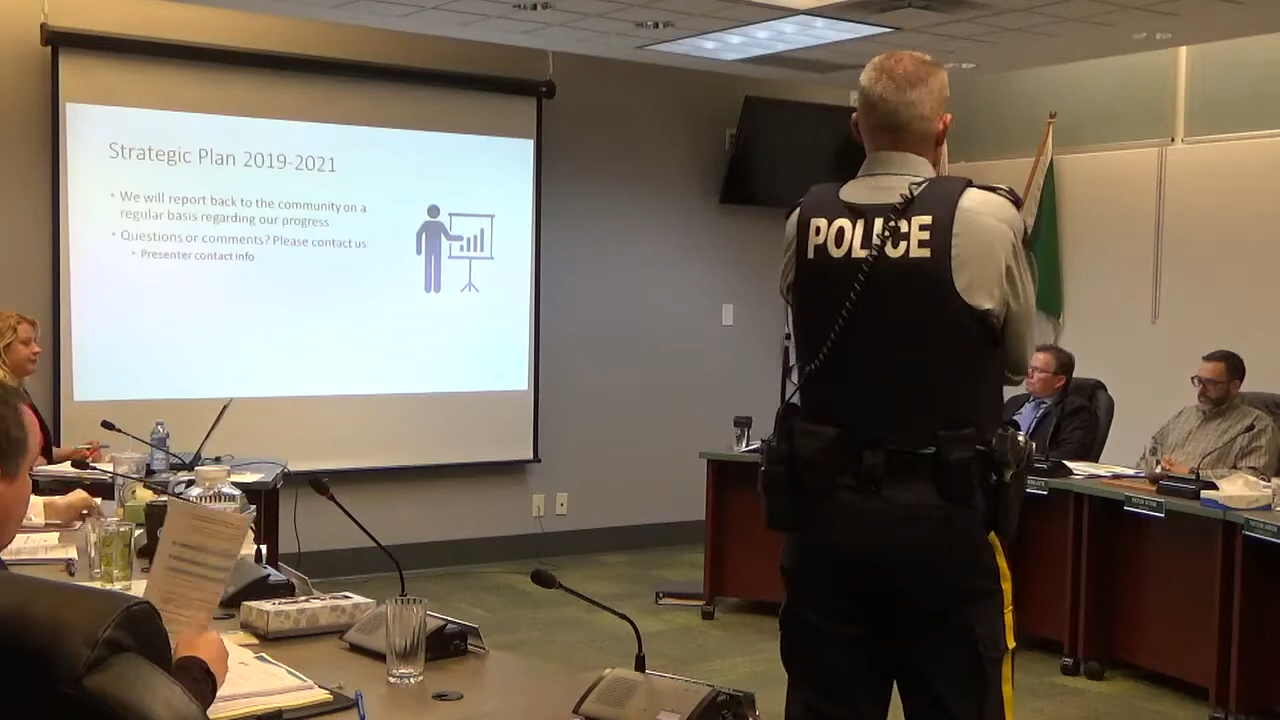 Strategic Plan 2019-2021
• We will report back to the community on a
regular basis regarding our progress
• Questions or comments? Please contact us
• Presenter contact info
POLICE